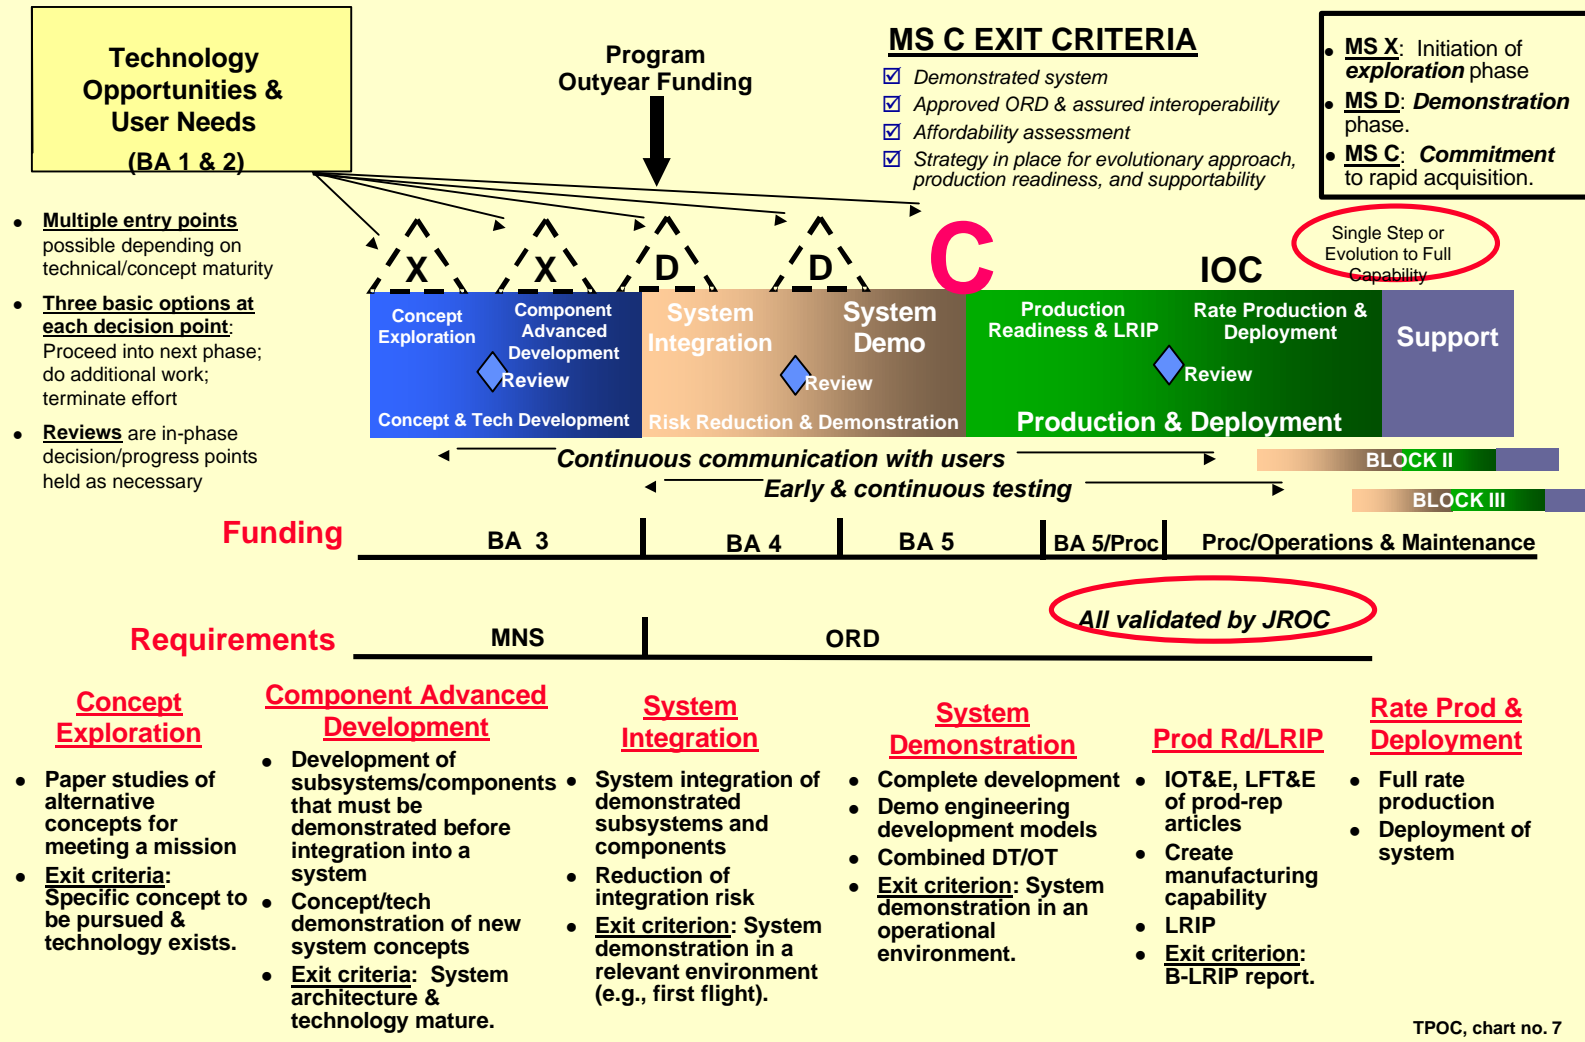 Technology
Opportunities &
User Needs
(BA 1 & 2)
Program
Outyear Funding
MS C EXIT CRITERIA
Demonstrated system
Approved ORD & assured interoperability
Affordability assessment
Strategy in place for evolutionary approach,
production readiness, and supportability
MS X: Initiation of
exploration phase
MS D: Demonstration
phase.
MS C: Commitment
to rapid acquisition.
Multiple entry points
possible depending on
technical/concept maturity
Three basic options at
each decision point:
Proceed into next phase;
do additional work;
terminate effort
Reviews are in-phase
decision/progress points
held as necessary
X
X
D
D
C
IOC
Single Step or
Evolution to Full
Capability
Concept
Exploration
Component
Advanced
Development
Review
Concept & Tech Development
System
Integration
System
Demo
Review
Risk Reduction & Demonstration
Production
Readiness & LRIP
Rate Production &
Deployment
Review
Production & Deployment
Support
Continuous communication with users
BLOCK II
Early & continuous testing
BLOCK III
Funding
BA 3
BA 4
BA 5
BA 5/Proc
Proc/Operations & Maintenance
All validated by JROC
Requirements
MNS
ORD
Concept
Exploration
Paper studies of
alternative
concepts for
meeting a mission
Exit criteria:
Specific concept to
be pursued &
technology exists.
Component Advanced
Development
Development of
subsystems/components
that must be
demonstrated before
integration into a
system
Concept/tech
demonstration of new
system concepts
Exit criteria: System
architecture &
technology mature.
System
Integration
System integration of
demonstrated
subsystems and
components
Reduction of
integration risk
Exit criterion: System
demonstration in a
relevant environment
(e.g., first flight).
System
Demonstration
Complete development
Demo engineering
development models
Combined DT/OT
Exit criterion: System
demonstration in an
operational
environment.
Prod Rd/LRIP
IOT&E, LFT&E
of prod-rep
articles
Create
manufacturing
capability
LRIP
Exit criterion:
B-LRIP report.
Rate Prod &
Deployment
Full rate
production
Deployment of
system
TPOC, chart no. 7